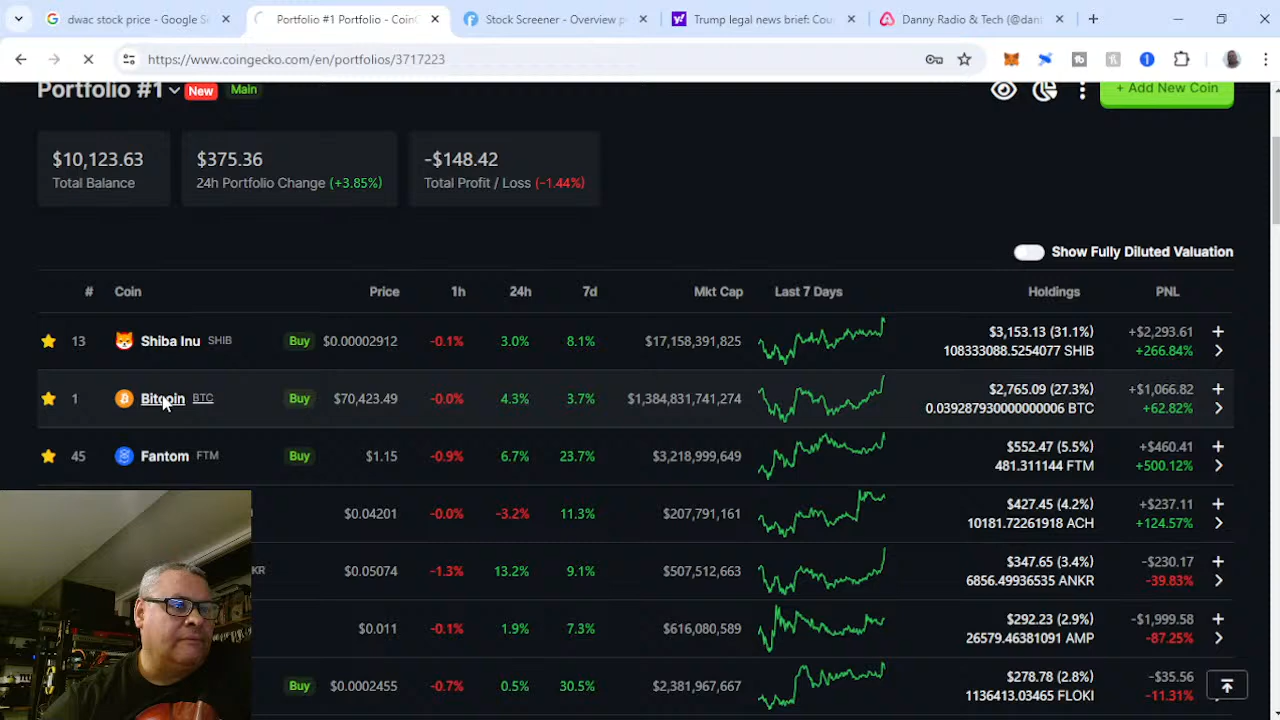 dwac stock price - Google S
Portfolio #1 Portfolio - CoinG
Stock Screener - Overview p
Trump legal news brief: Cou
Danny Radio & Tech (@dan
https://www.coingecko.com/en/portfolios/3717223
Portfolio #1 New Main
+ Add New Coin
$10,123.63
Total Balance
$375.36
24h Portfolio Change (+3.85%)
-$148.42
Total Profit / Loss (-1.44%)
Show Fully Diluted Valuation
# Coin Price 1h 24h 7d Mkt Cap Last 7 Days Holdings PNL
13 Shiba Inu SHIB Buy $0.00002912 -0.1% 3.0% 8.1% $17,158,391,825 $3,153.13 (31.1%) +$2,293.61
108333088.5254077 SHIB +266.84%
1 Bitcoin BTC Buy $70,423.49 -0.0% 4.3% 3.7% $1,384,831,741,274 $2,765.09 (27.3%) +$1,066.82
0.039287930000000006 BTC +62.82%
45 Fantom FTM Buy $1.15 -0.9% 6.7% 23.7% $3,218,999,649 $552.47 (5.5%) +$460.41
481.311144 FTM +500.12%
$0.04201 -0.0% -3.2% 11.3% $207,791,161 $427.45 (4.2%) +$237.11
10181.72261918 ACH +124.57%
KR $0.05074 -1.3% 13.2% 9.1% $507,512,663 $347.65 (3.4%) -$230.17
6856.49936535 ANKR -39.83%
$0.011 -0.1% 1.9% 7.3% $616,080,589 $292.23 (2.9%) -$1,999.58
26579.46381091 AMP -87.25%
Buy $0.0002455 -0.7% 0.5% 30.5% $2,381,967,667 $278.78 (2.8%) -$35.56
1136413.03465 FLOKI -11.31%